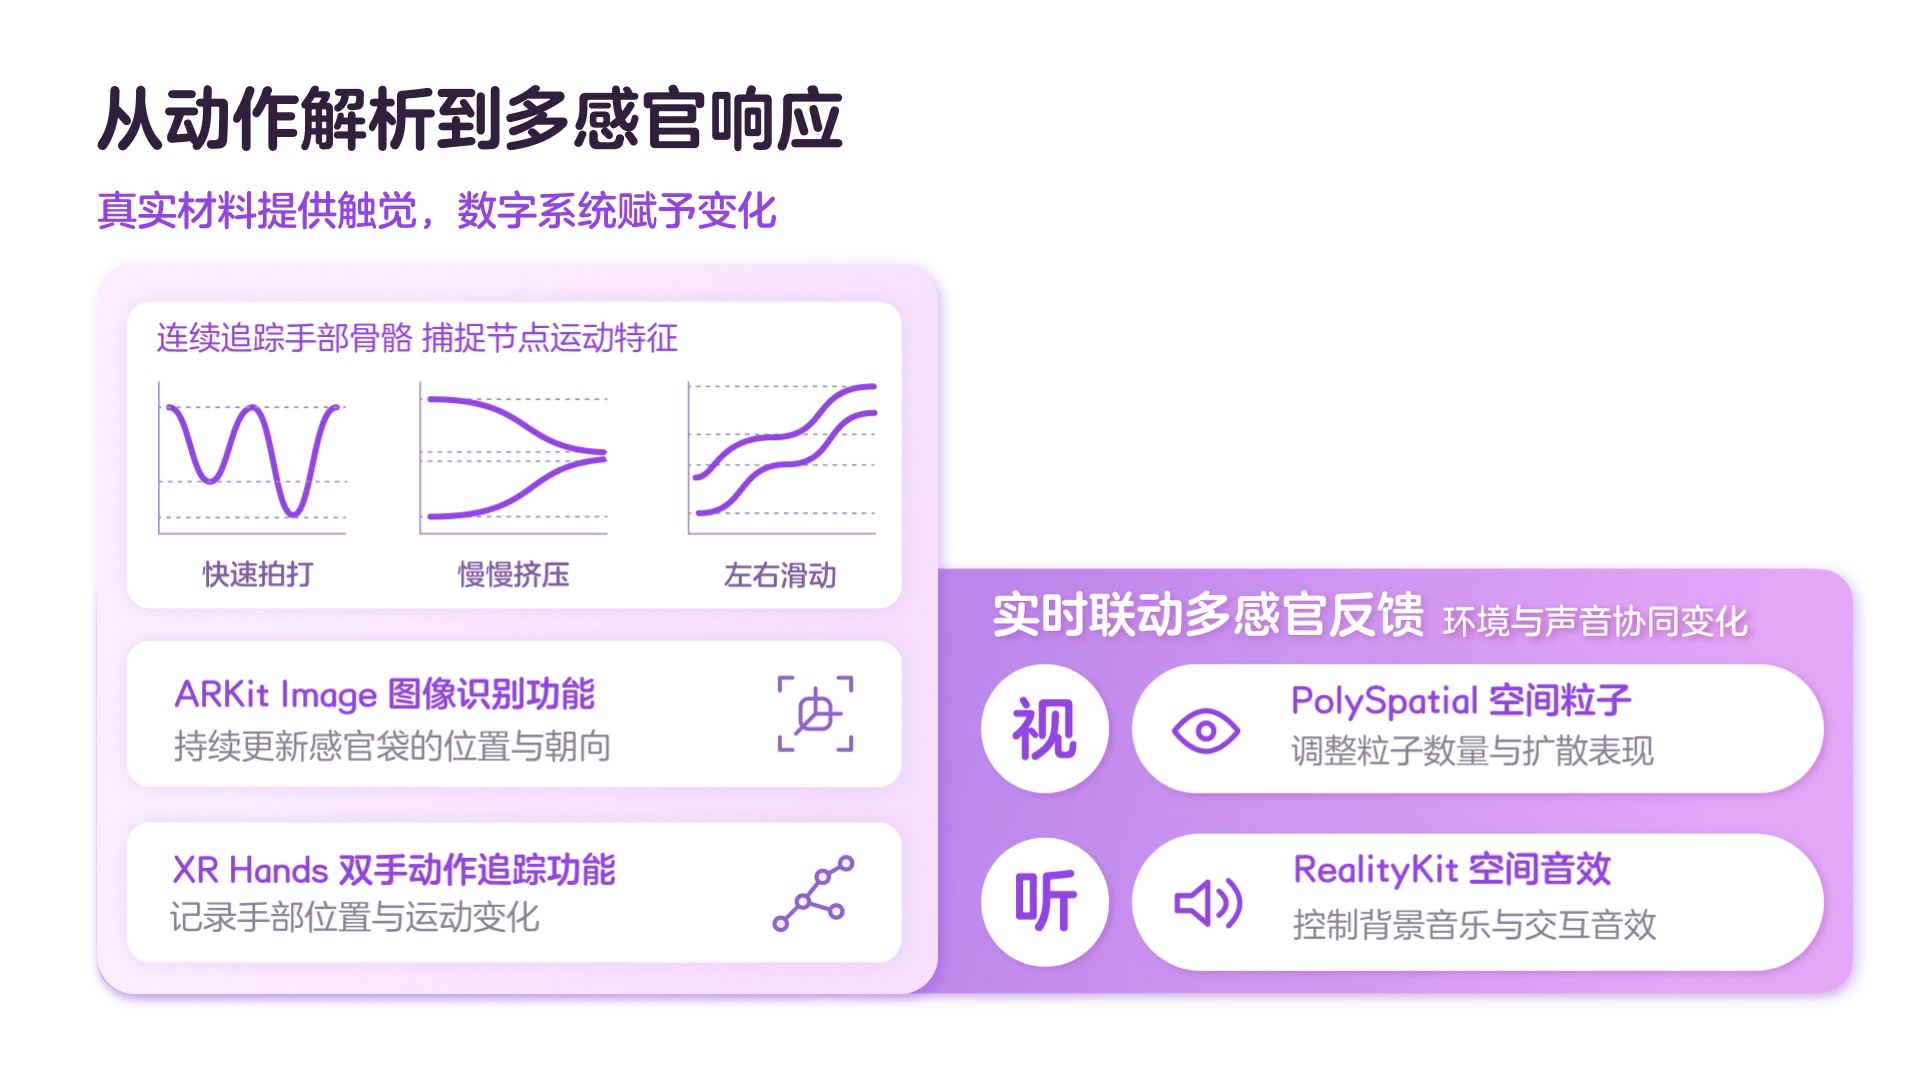 从动作解析到多感官响应
真实材料提供触觉，数字系统赋予变化
连续追踪手部骨骼 捕捉节点运动特征
快速拍打
慢慢挤压
左右滑动
ARKit Image 图像识别功能
持续更新感官袋的位置与朝向
XR Hands 双手动作追踪功能
记录手部位置与运动变化
实时联动多感官反馈 环境与声音协同变化
视
PolySpatial 空间粒子
调整粒子数量与扩散表现
听
RealityKit 空间音效
控制背景音乐与交互音效